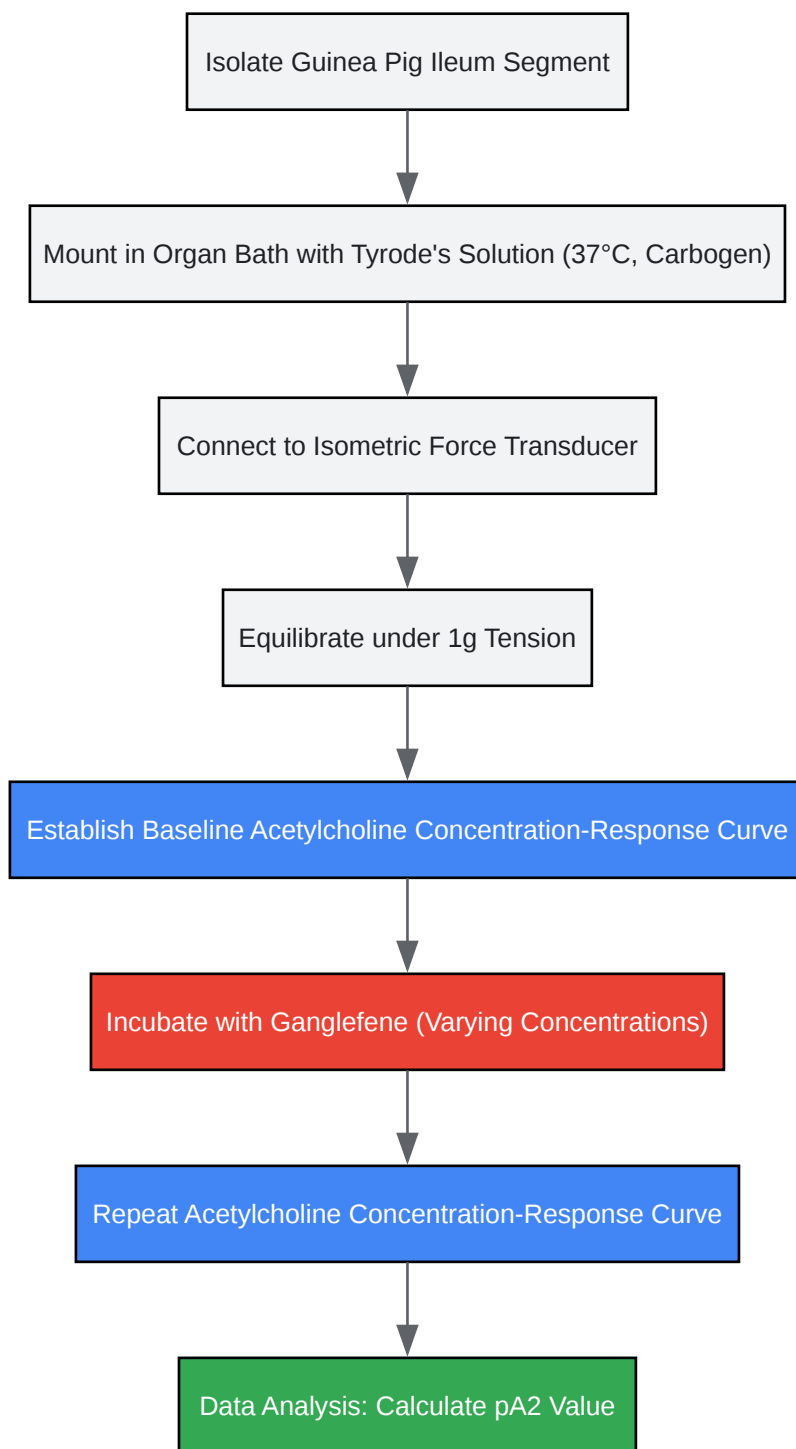 Isolate Guinea Pig Ileum Segment
Mount in Organ Bath with Tyrode's Solution (37°C, Carbogen)
Connect to Isometric Force Transducer
Equilibrate under 1g Tension
Establish Baseline Acetylcholine Concentration-Response Curve
Incubate with Ganglefene (Varying Concentrations)
Repeat Acetylcholine Concentration-Response Curve
Data Analysis: Calculate pA2 Value